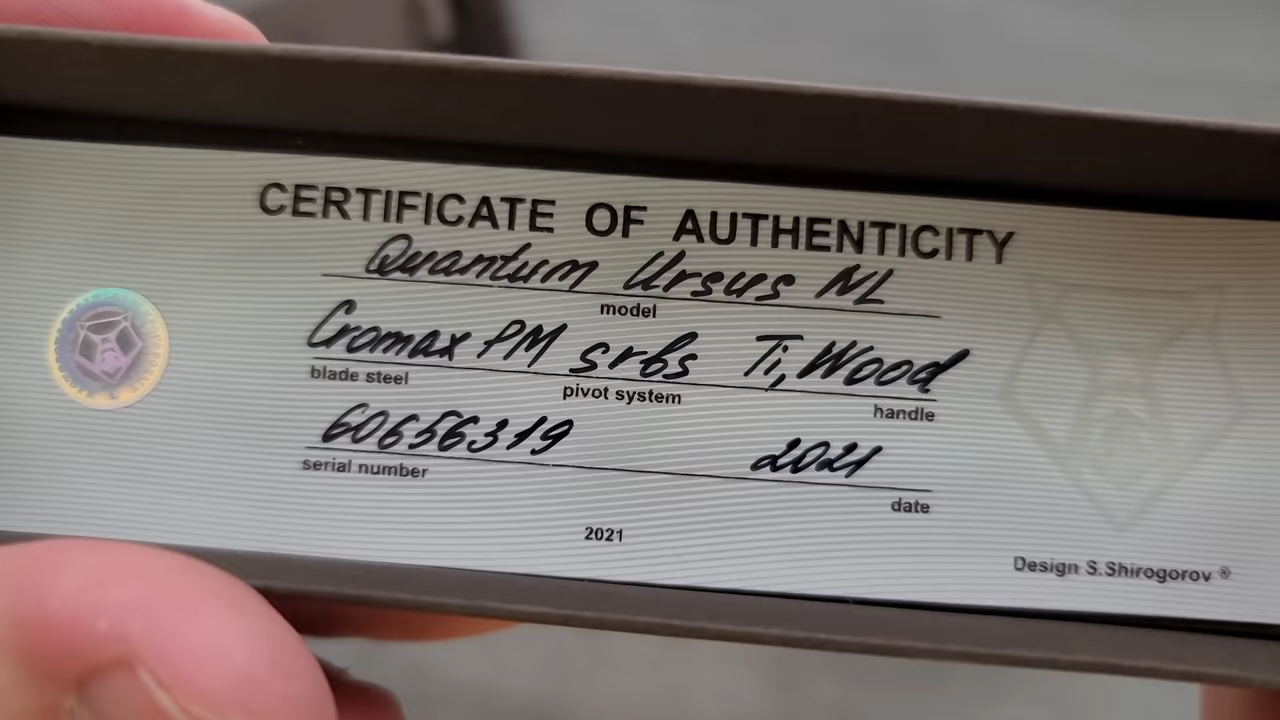 CERTIFICATE OF AUTHENTICITY
Quantum Ursus NL
model
Cromax PM srbs Ti, Wood
blade steel pivot system handle
60656319 2021
serial number date
2021
Design S.Shirogorov ®